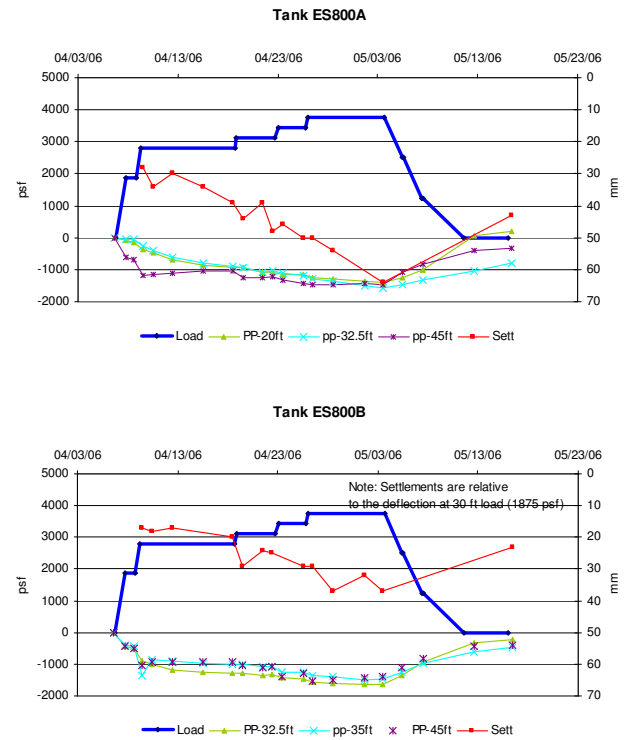 Tank ES800A
04/03/06 04/13/06 04/23/06 05/03/06 05/13/06 05/23/06
5000 0
4000 10
3000 20
2000 30
1000 40
0 50
-1000 60
-2000 70
psf
mm
Load PP-20ft pp-32.5ft pp-45ft Sett
Tank ES800B
04/03/06 04/13/06 04/23/06 05/03/06 05/13/06 05/23/06
Note: Settlements are relative
to the deflection at 30 ft load (1875 psf)
5000 0
4000 10
3000 20
2000 30
1000 40
0 50
-1000 60
-2000 70
psf
mm
Load PP-32.5ft pp-35ft PP-45ft Sett